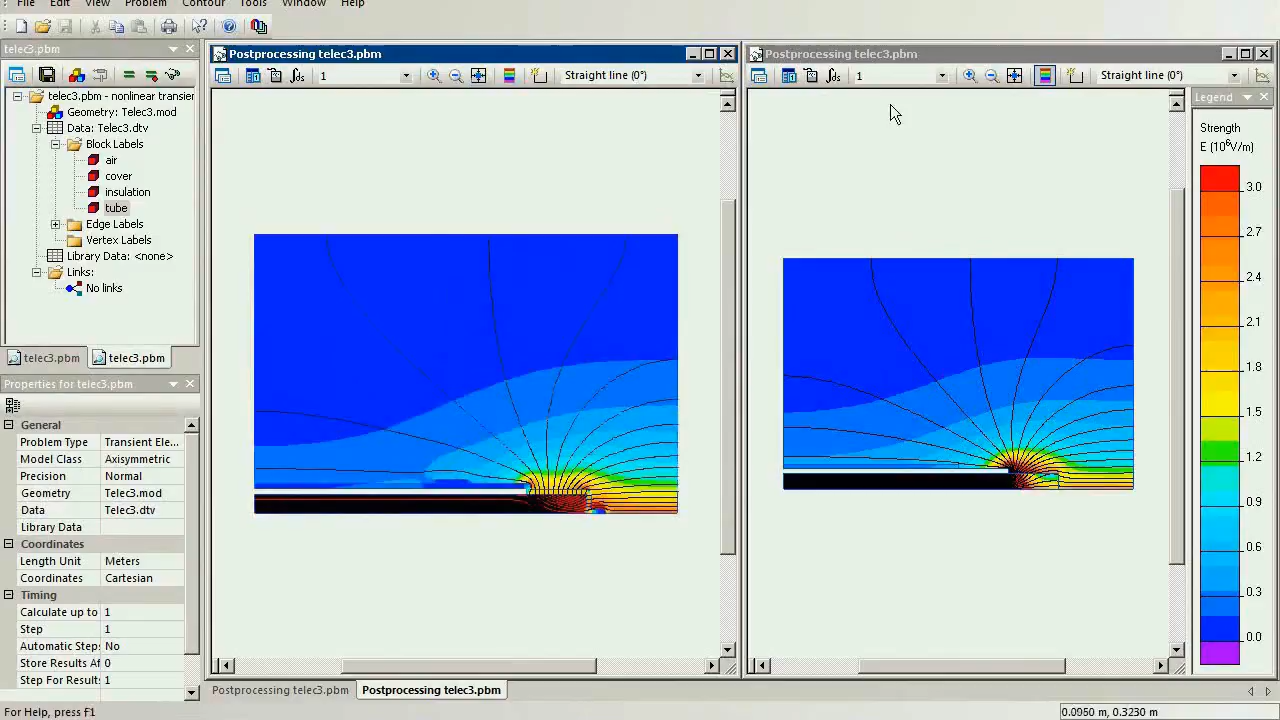 File Edit View Problem Contour Tools Window Help
telec3.pbm
telec3.pbm - nonlinear transier
Geometry: Telec3.mod
Data: Telec3.dtv
Block Labels
air
cover
insulation
tube
Edge Labels
Vertex Labels
Library Data: <none>
Links:
No links
telec3.pbm telec3.pbm
Properties for telec3.pbm
General
Problem Type Transient Ele...
Model Class Axisymmetric
Precision Normal
Geometry Telec3.mod
Data Telec3.dtv
Library Data
Coordinates
Length Unit Meters
Coordinates Cartesian
Timing
Calculate up to 1
Step 1
Automatic Step: No
Store Results Af 0
Step For Results 1
Postprocessing telec3.pbm
1 Straight line (0°)
Postprocessing telec3.pbm
1 Straight line (0°)
Legend
Strength
E (10⁶V/m)
3.0
2.7
2.4
2.1
1.8
1.5
1.2
0.9
0.6
0.3
0.0
Postprocessing telec3.pbm Postprocessing telec3.pbm
For Help, press F1
0.0950 m, 0.3230 m